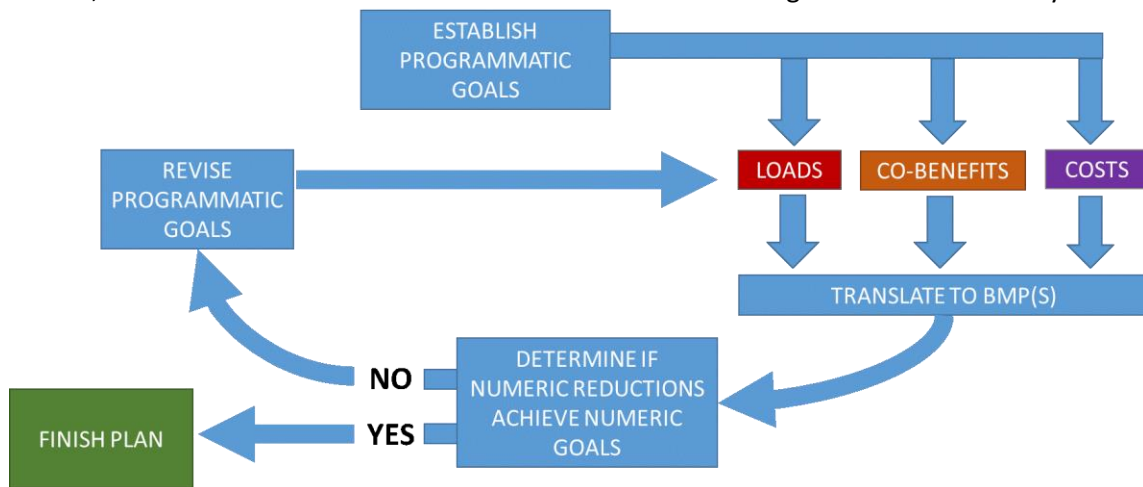 ESTABLISH
PROGRAMMATIC
GOALS
REVISE
PROGRAMMATIC
GOALS
LOADS
CO-BENEFITS
COSTS
TRANSLATE TO BMP(S)
DETERMINE IF
NUMERIC REDUCTIONS
ACHIEVE NUMERIC
GOALS
NO
YES
FINISH PLAN